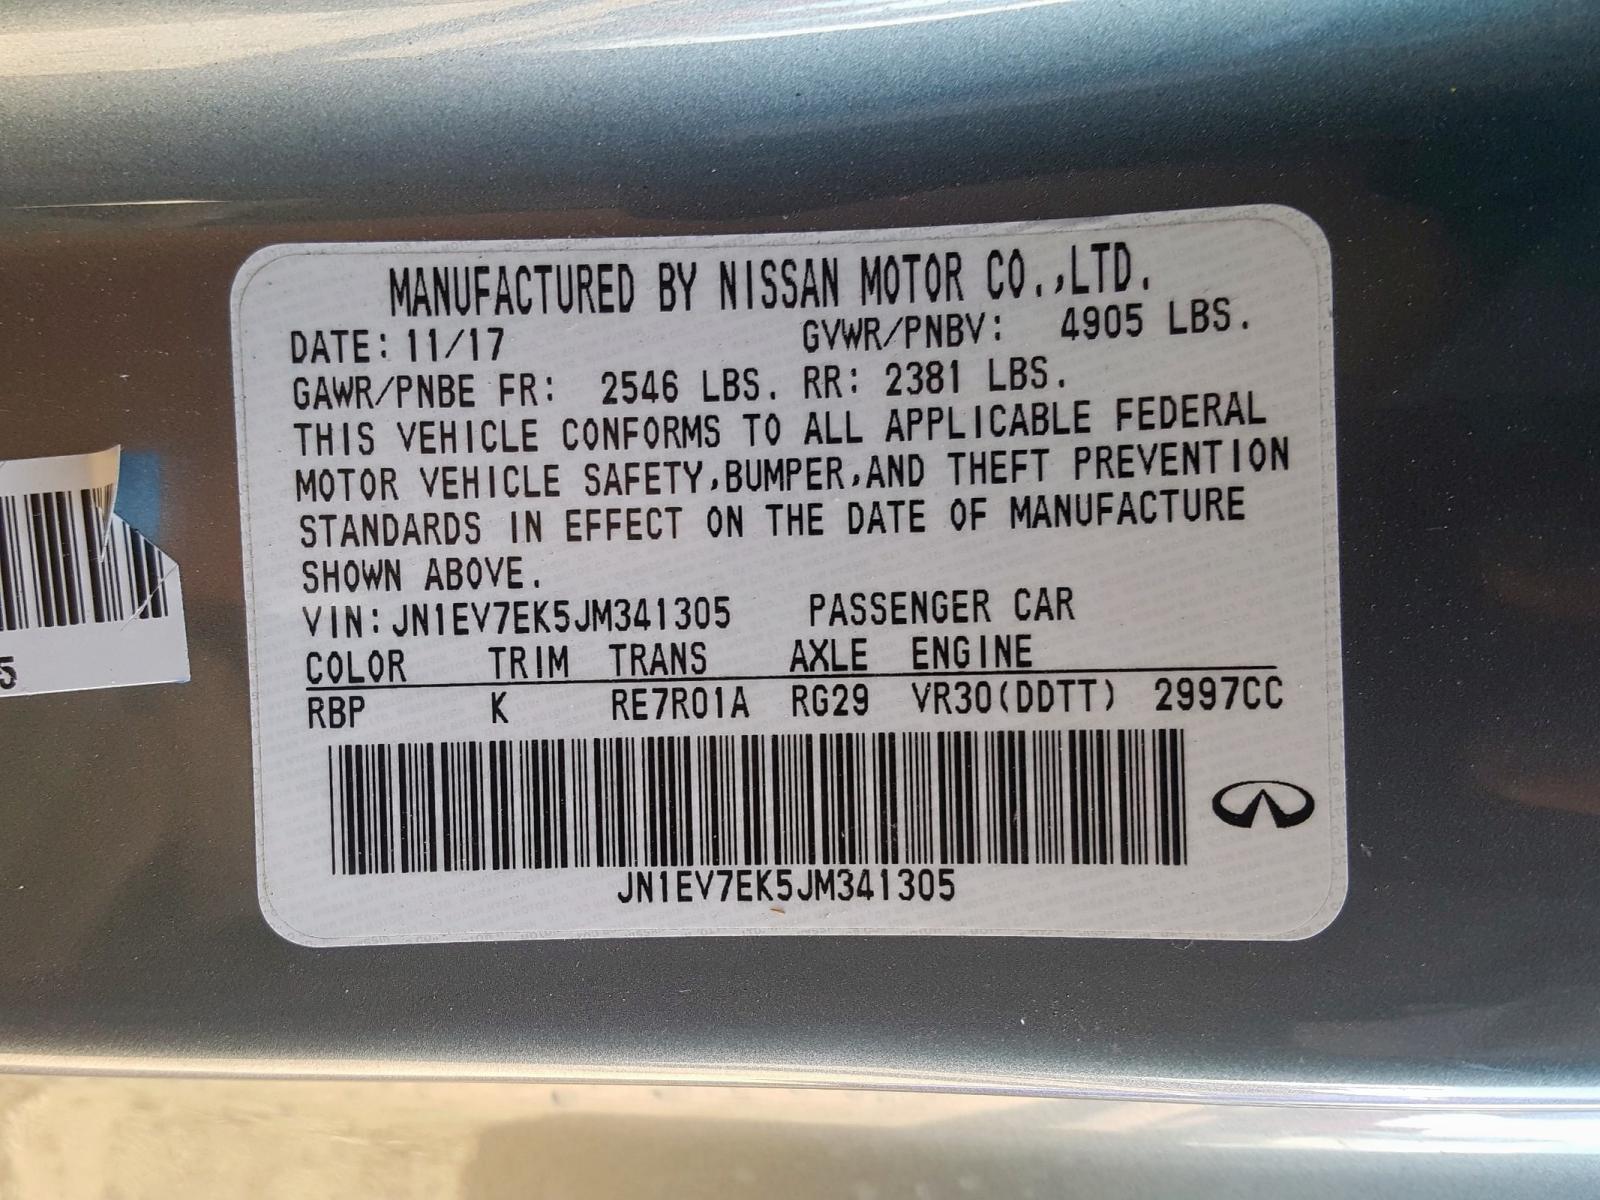 MANUFACTURED BY NISSAN MOTOR CO.,LTD.
DATE: 11/17 GVWR/PNBV: 4905 LBS.
GAWR/PNBE FR: 2546 LBS. RR: 2381 LBS.
THIS VEHICLE CONFORMS TO ALL APPLICABLE FEDERAL
MOTOR VEHICLE SAFETY,BUMPER,AND THEFT PREVENTION
STANDARDS IN EFFECT ON THE DATE OF MANUFACTURE
SHOWN ABOVE.
VIN:JN1EV7EK5JM341305 PASSENGER CAR
COLOR TRIM TRANS AXLE ENGINE
RBP K RE7R01A RG29 VR30(DDTT) 2997CC
JN1EV7EK5JM341305
5